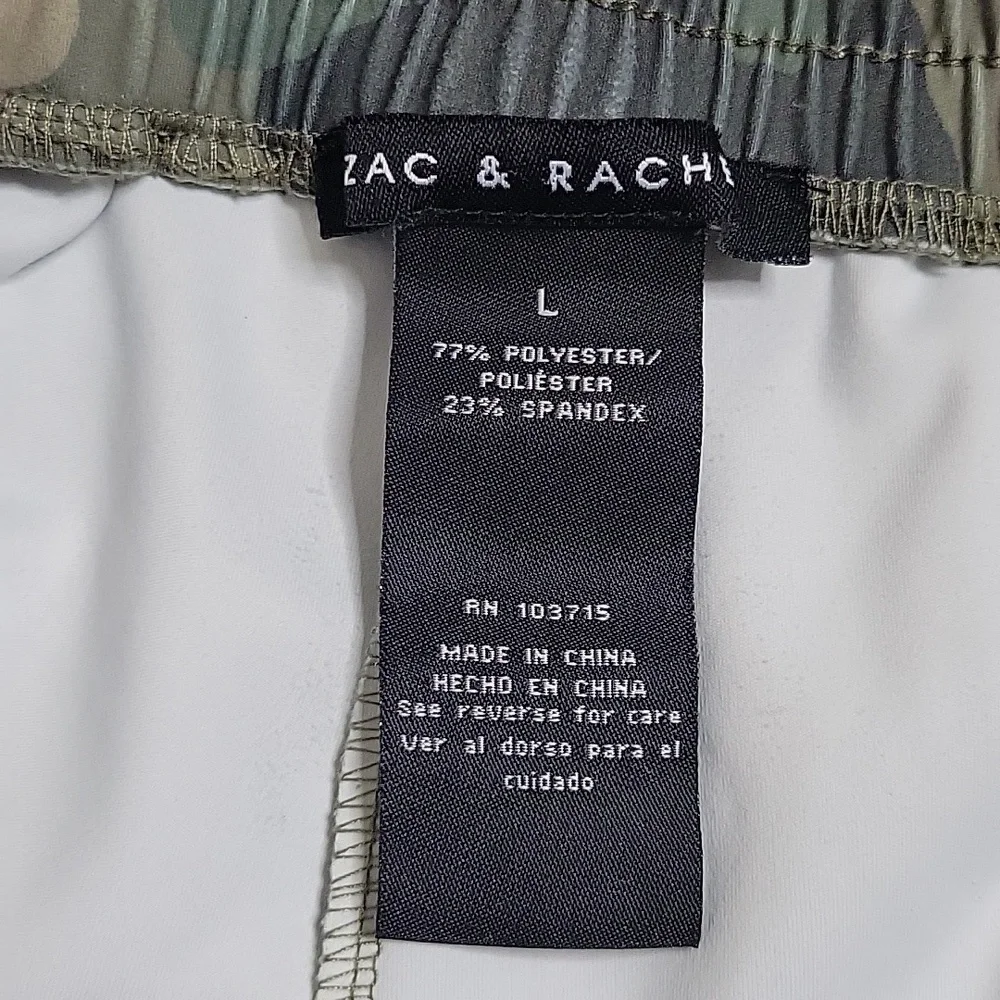 ZAC & RACH
L
77% POLYESTER/
POLIÉSTER
23% SPANDEX
RN 103715
MADE IN CHINA
HECHO EN CHINA
See reverse for care
Ver al dorso para el
cuidado